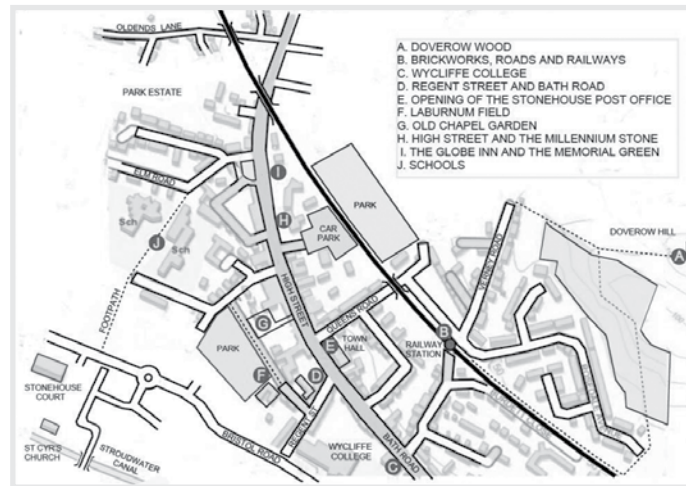 OLDENDS LANE
A. DOVEROW WOOD
B. BRICKWORKS, ROADS AND RAILWAYS
C. WYCLIFFE COLLEGE
D. REGENT STREET AND BATH ROAD
E. OPENING OF THE STONEHOUSE POST OFFICE
F. LABURNUM FIELD
G. OLD CHAPEL GARDEN
H. HIGH STREET AND THE MILLENNIUM STONE
I. THE GLOBE INN AND THE MEMORIAL GREEN
J. SCHOOLS
PARK ESTATE
ELM ROAD
I
PARK
Sch
H
CAR
PARK
VERNEY ROAD
DOVEROW HILL
A
J
Sch
HIGH STREET
FOOTPATH
G
QUEENS ROAD
B
RAILWAY
STATION
PARK
E
TOWN
HALL
F
D
STONEHOUSE
COURT
REGENT ST
BRISTOL ROAD
BATH ROAD
ST CYR'S
CHURCH
STROUDWATER
CANAL
WYCLIFFE
COLLEGE
C